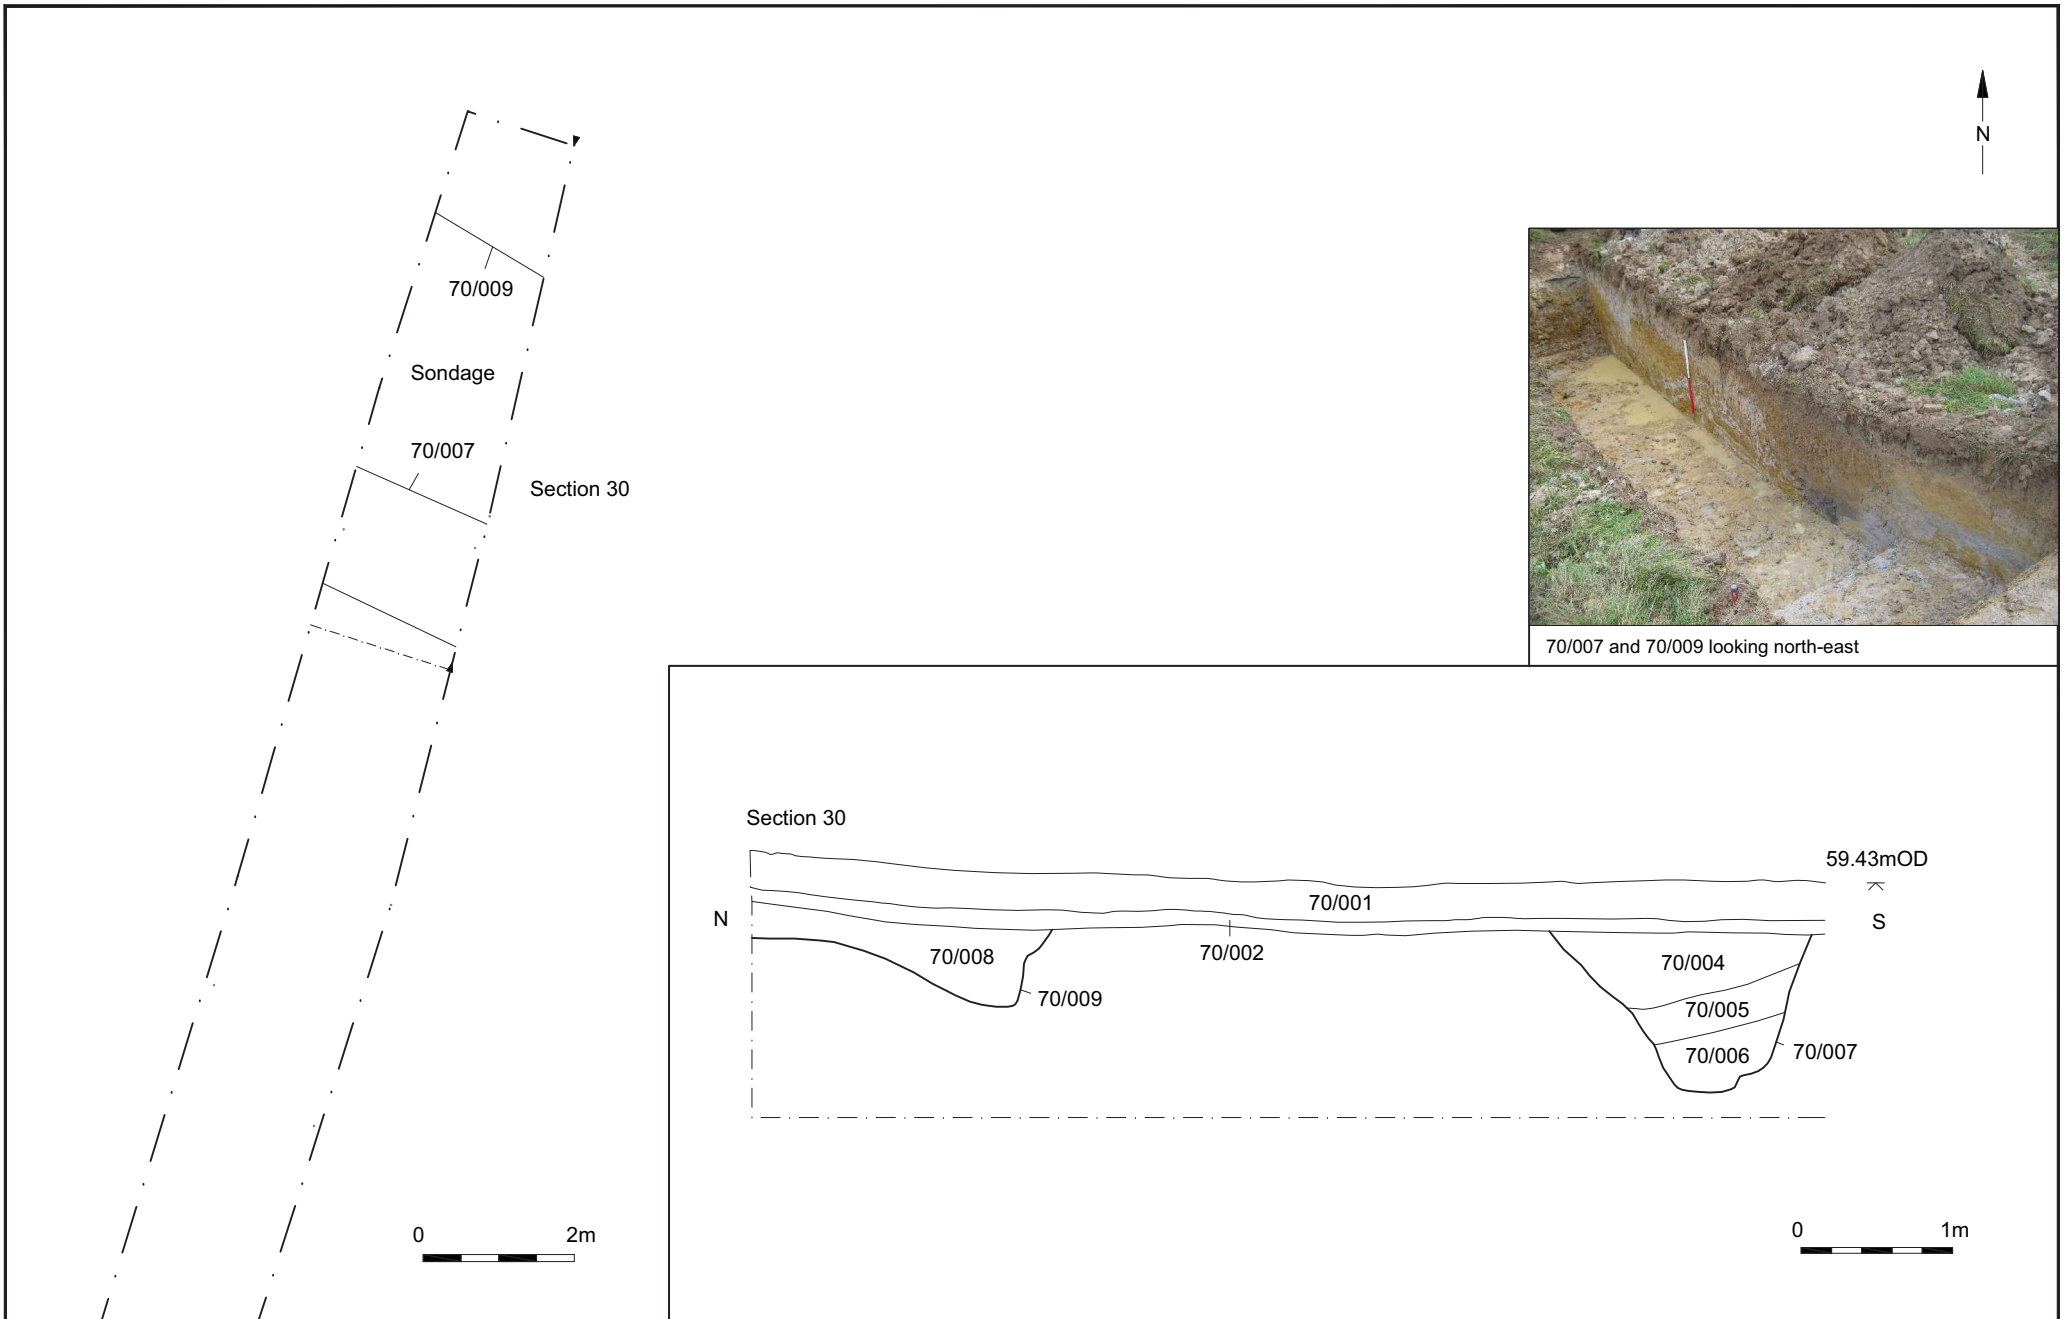 N
70/009
Sondage
70/007
Section 30
70/007 and 70/009 looking north-east
Section 30
59.43mOD
N
70/001
S
70/008
70/002
70/004
70/009
70/005
70/006
70/007
0 2m
0 1m